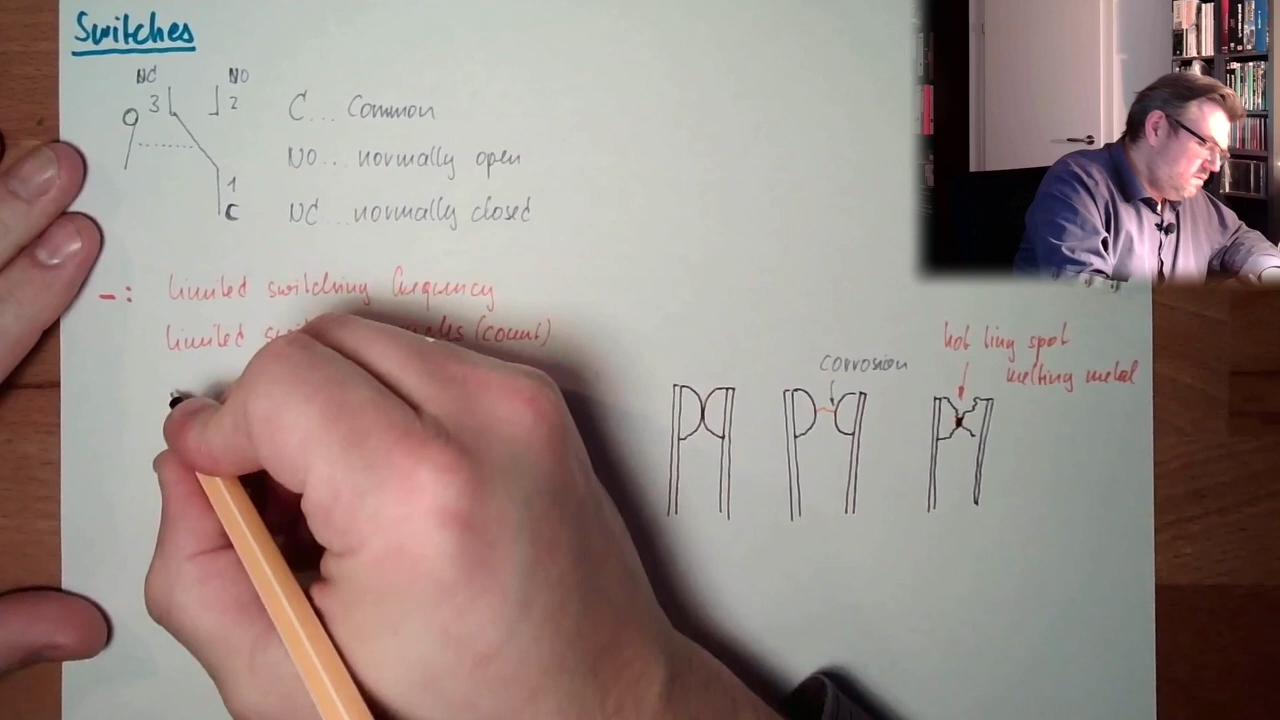 Switches
NC NO
3 2
C... Common
NO... normally open
1
C
NC... normally closed
-: limited switching frequency
limited (count)
corrosion
hot ling spot
melting metal